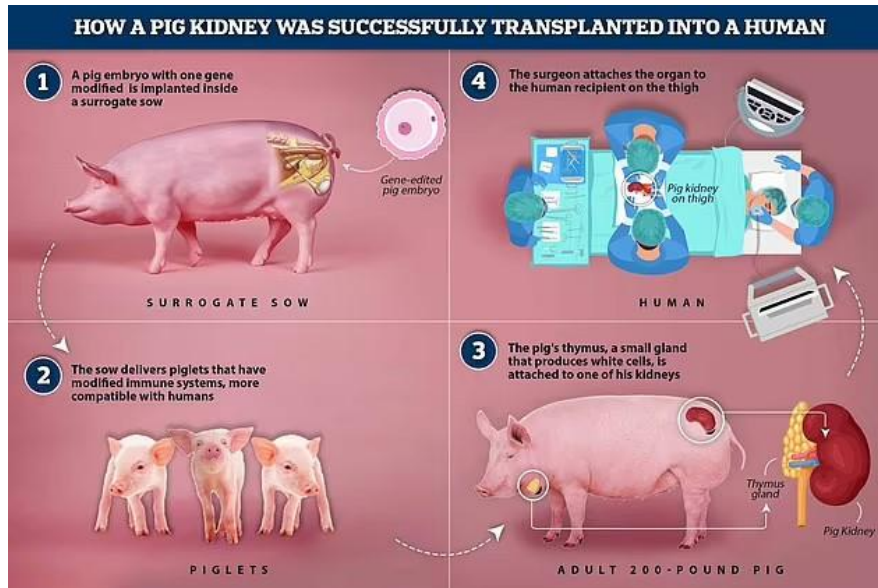 HOW A PIG KIDNEY WAS SUCCESSFULLY TRANSPLANTED INTO A HUMAN
1
A pig embryo with one gene
modified is implanted inside
a surrogate sow
Gene-edited
pig embryo
SURROGATE SOW
2
The sow delivers piglets that have
modified immune systems, more
compatible with humans
PIGLETS
3
The pig's thymus, a small gland
that produces white cells, is
attached to one of his kidneys
Thymus
gland
Pig Kidney
ADULT 200-POUND PIG
4
The surgeon attaches the organ to
the human recipient on the thigh
Pig kidney
on thigh
HUMAN